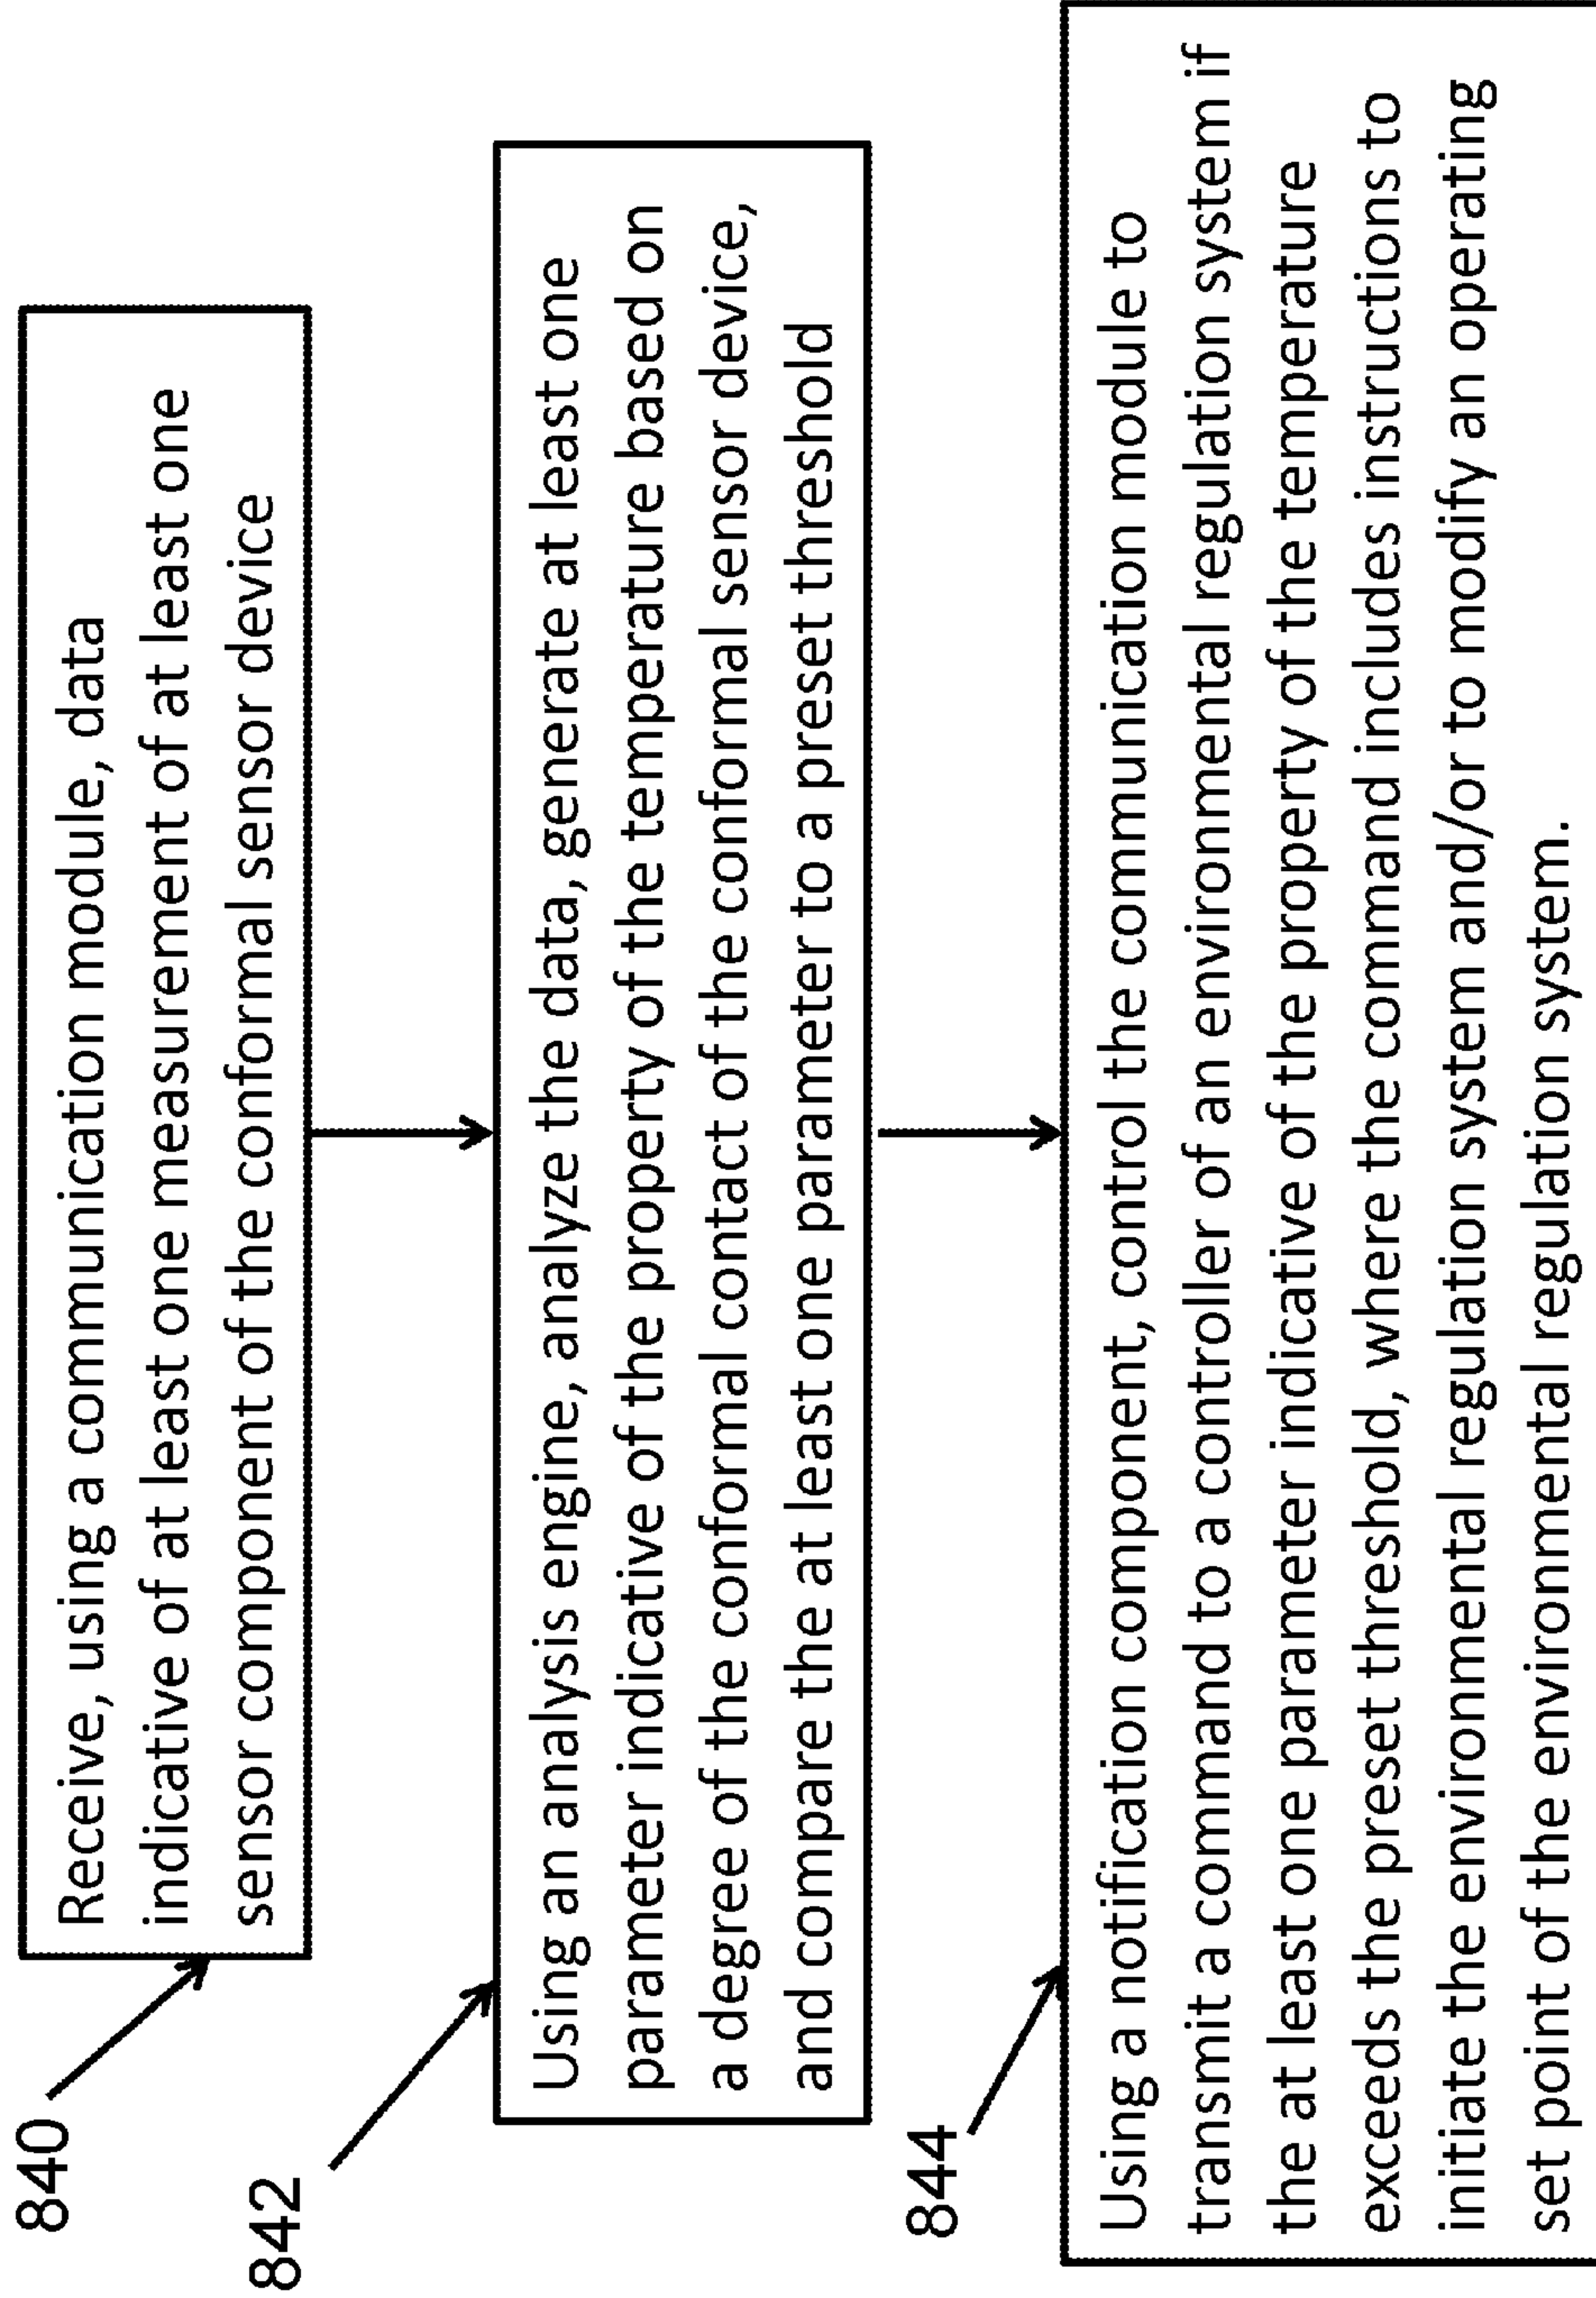 840
Receive, using a communication module, data
indicative of at least one measurement of at least one
sensor component of the conformal sensor device
842
Using an analysis engine, analyze the data, generate at least one
parameter indicative of the property of the temperature based on
a degree of the conformal contact of the conformal sensor device,
and compare the at least one parameter to a preset threshold
844
Using a notification component, control the communication module to
transmit a command to a controller of an environmental regulation system if
the at least one parameter indicative of the property of the temperature
exceeds the preset threshold, where the command includes instructions to
initiate the environmental regulation system and/or to modify an operating
set point of the environmental regulation system.